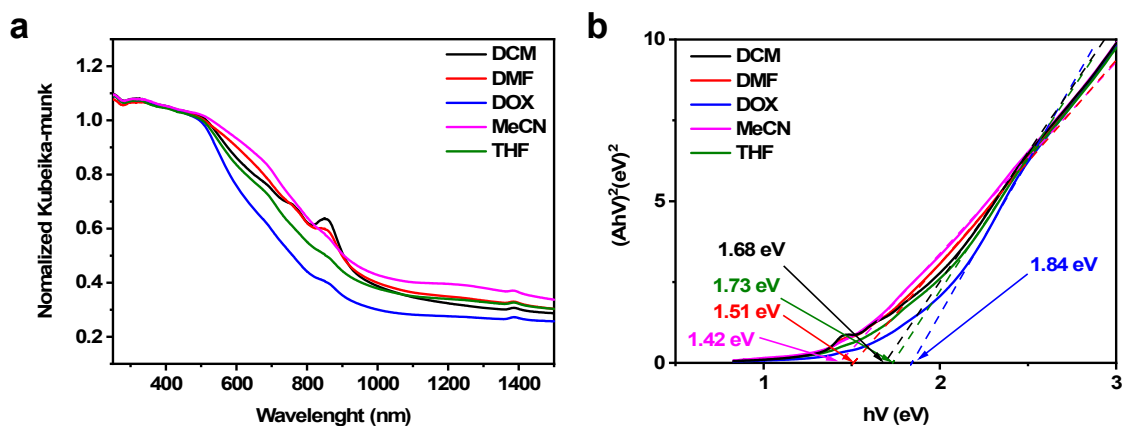 a
Nomalized Kubeika-munk
1.2
1.0
0.8
0.6
0.4
0.2
400 600 800 1000 1200 1400
Wavelenght (nm)
DCM
DMF
DOX
MeCN
THF
b
(AhV)²(eV)²
10
5
0
1 2 3
hV (eV)
DCM
DMF
DOX
MeCN
THF
1.68 eV
1.73 eV
1.51 eV
1.42 eV
1.84 eV